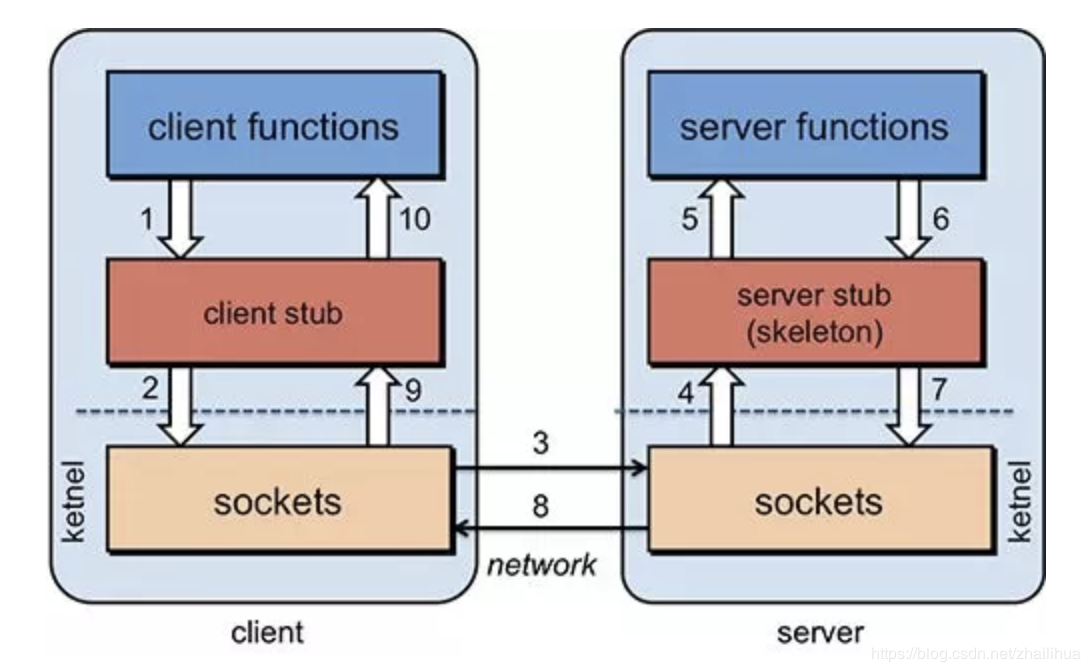 client functions
server functions
1
10
5
6
client stub
server stub
(skeleton)
2
9
4
7
3
ketnel
sockets
8
sockets
ketnel
network
client
server
https://blog.csdn.net/zhailihua